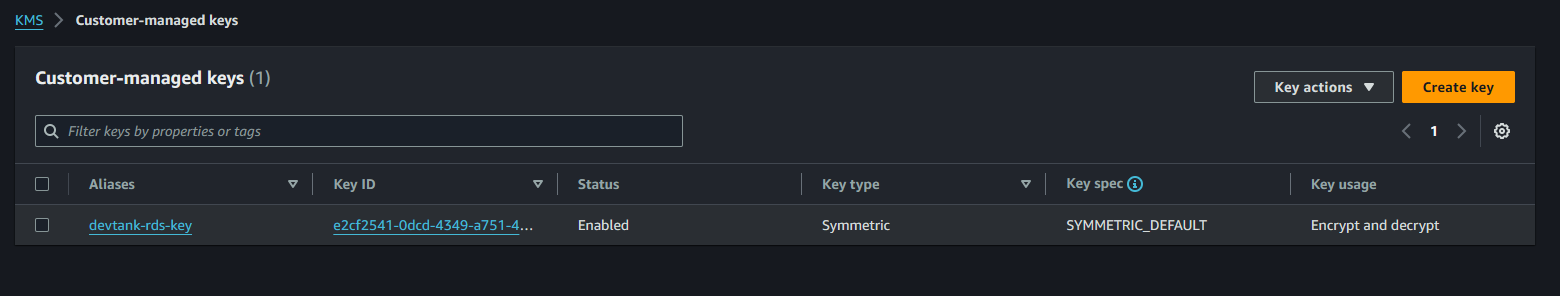 KMS > Customer-managed keys
Customer-managed keys (1)
Key actions
Create key
Filter keys by properties or tags
1
Aliases Key ID Status Key type Key spec Key usage
devtank-rds-key e2cf2541-0dcd-4349-a751-4... Enabled Symmetric SYMMETRIC_DEFAULT Encrypt and decrypt